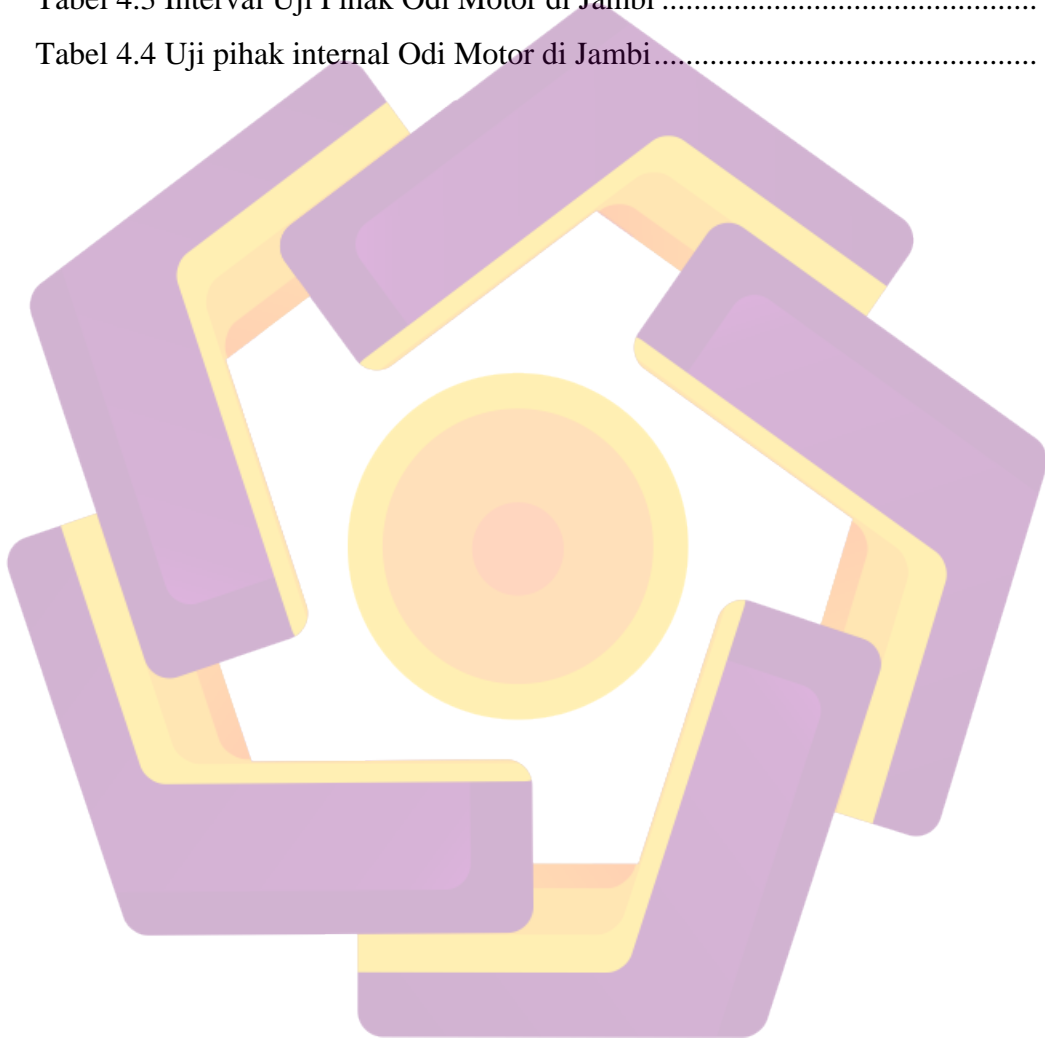 Tabel 4.3 Interval Uji Pihak Odi Motor di Jambi ............................................
Tabel 4.4 Uji pihak internal Odi Motor di Jambi.............................................